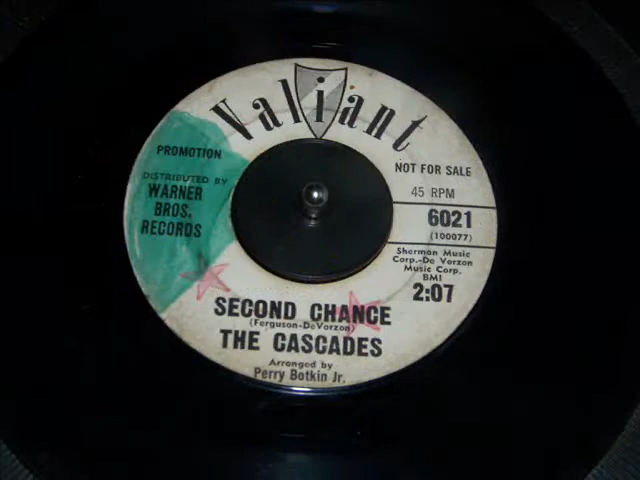 Valiant
PROMOTION
DISTRIBUTED BY
WARNER
BROS.
RECORDS
NOT FOR SALE
45 RPM
6021
(100077)
Sherman Music
Corp.-De Vorzon
Music Corp.
BMI
2:07
SECOND CHANCE
(Ferguson-DeVorzon)
THE CASCADES
Arranged by
Perry Botkin Jr.